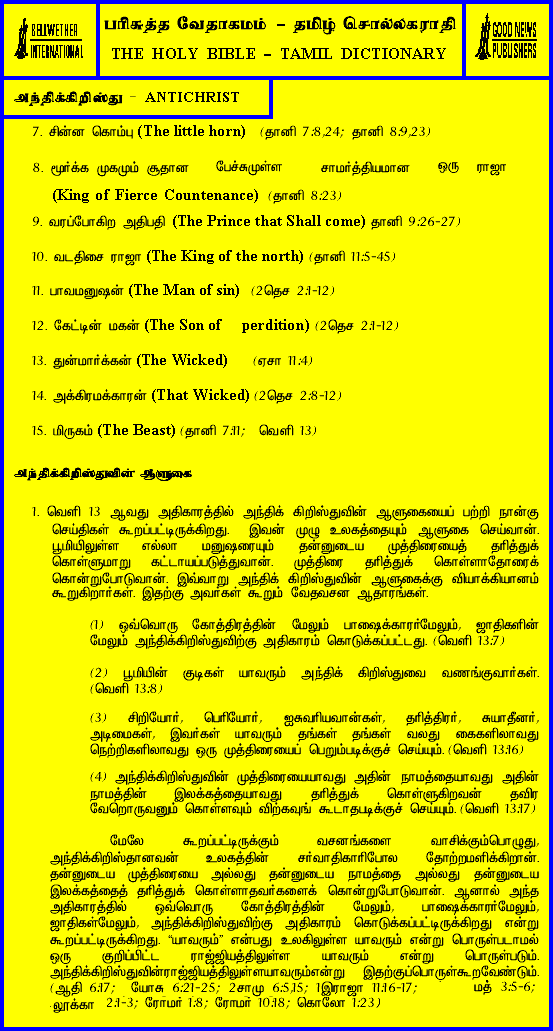 BELLWETHER
INTERNATIONAL
பரிசுத்த வேதாகமம் – தமிழ் சொல்லகராதி
THE HOLY BIBLE – TAMIL DICTIONARY
GOOD NEWS
PUBLISHERS
அந்திக்கிறிஸ்து - ANTICHRIST
7. சின்ன கொம்பு (The little horn) (தானி 7:8,24; தானி 8:9,23)
8. மூர்க்க முகமும் சூதான பேச்சுமுள்ள சாமர்த்தியமான ஒரு ராஜா
(King of Fierce Countenance) (தானி 8:23)
9. வரப்போகிற அதிபதி (The Prince that Shall come) தானி 9:26-27)
10. வடதிசை ராஜா (The King of the north) (தானி 11:5-45)
11. பாவமனுஷன் (The Man of sin) (2தெச 2:1-12)
12. கேட்டின் மகன் (The Son of perdition) (2தெச 2:1-12)
13. துன்மார்க்கன் (The Wicked) (ஏசா 11:4)
14. அக்கிரமக்காரன் (That Wicked) (2தெச 2:8-12)
15. மிருகம் (The Beast) (தானி 7:11; வெளி 13)
அந்திக்கிறிஸ்துவின் ஆளுகை
1. வெளி 13 ஆவது அதிகாரத்தில் அந்திக் கிறிஸ்துவின் ஆளுகையைப் பற்றி நான்கு
செய்திகள் கூறப்பட்டிருக்கிறது. இவன் முழு உலகத்தையும் ஆளுகை செய்வான்.
பூமியிலுள்ள எல்லா மனுஷரையும் தன்னுடைய முத்திரையைத் தரித்துக்
கொள்ளுமாறு கட்டாயப்படுத்துவான். முத்திரை தரித்துக் கொள்ளாதோரைக்
கொன்றுபோடுவான். இவ்வாறு அந்திக் கிறிஸ்துவின் ஆளுகைக்கு வியாக்கியானம்
கூறுகிறார்கள். இதற்கு அவர்கள் கூறும் வேதவசன ஆதாரங்கள்.
(1) ஒவ்வொரு கோத்திரத்தின் மேலும் பாஷைக்காரர்மேலும், ஜாதிகளின்
மேலும் அந்திக்கிறிஸ்துவிற்கு அதிகாரம் கொடுக்கப்பட்டது. (வெளி 13:7)
(2) பூமியின் குடிகள் யாவரும் அந்திக் கிறிஸ்துவை வணங்குவார்கள்.
(வெளி 13:8)
(3) சிறியோர், பெரியோர், ஐசுவரியவான்கள், தரித்திரர், சுயாதீனர்,
அடிமைகள், இவர்கள் யாவரும் தங்கள் தங்கள் வலது கைகளிலாவது
நெற்றிகளிலாவது ஒரு முத்திரையைப் பெறும்படிக்குச் செய்யும். (வெளி 13:16)
(4) அந்திக்கிறிஸ்துவின் முத்திரையையாவது அதின் நாமத்தையாவது அதின்
நாமத்தின் இலக்கத்தையாவது தரித்துக் கொள்ளுகிறவன் தவிர
வேறொருவனும் கொள்ளவும் விற்கவுங் கூடாதபடிக்குச் செய்யும். (வெளி 13:17)
மேலே கூறப்பட்டிருக்கும் வசனங்களை வாசிக்கும்பொழுது,
அந்திக்கிறிஸ்தானவன் உலகத்தின் சர்வாதிகாரிபோல தோற்றமளிக்கிறான்.
தன்னுடைய முத்திரையை அல்லது தன்னுடைய நாமத்தை அல்லது தன்னுடைய
இலக்கத்தைத் தரித்துக் கொள்ளாதவர்களைக் கொன்றுபோடுவான். ஆனால் அந்த
அதிகாரத்தில் ஒவ்வொரு கோத்திரத்தின் மேலும், பாஷைக்காரர்மேலும்,
ஜாதிகள்மேலும், அந்திக்கிறிஸ்துவிற்கு அதிகாரம் கொடுக்கப்பட்டிருக்கிறது என்று
கூறப்பட்டிருக்கிறது. “யாவரும்” என்பது உலகிலுள்ள யாவரும் என்று பொருள்படாமல்
ஒரு குறிப்பிட்ட ராஜ்ஜியத்திலுள்ள யாவரும் என்று பொருள்படும்.
அந்திக்கிறிஸ்துவின்ராஜ்ஜியத்திலுள்ளயாவரும்என்று இதற்குப்பொருள்கூறவேண்டும்.
(ஆதி 6:17; யோசு 6:21-25; 2சாமு 6:5,15; 1இராஜா 11:16-17; மத் 3:5-6;
லூக்கா 2:1-3; ரோமர் 1:8; ரோமர் 10:18; கொலோ 1:23)